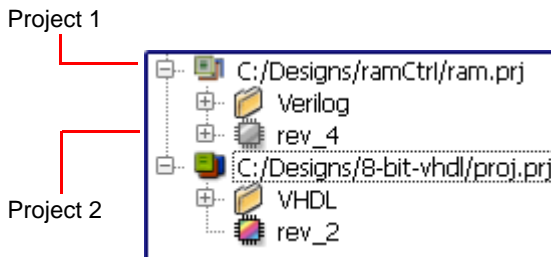 Project 1
C:/Designs/ramCtrl/ram.prj
Verilog
rev_4
C:/Designs/8-bit-vhdl/proj.prj
VHDL
Project 2
rev_2